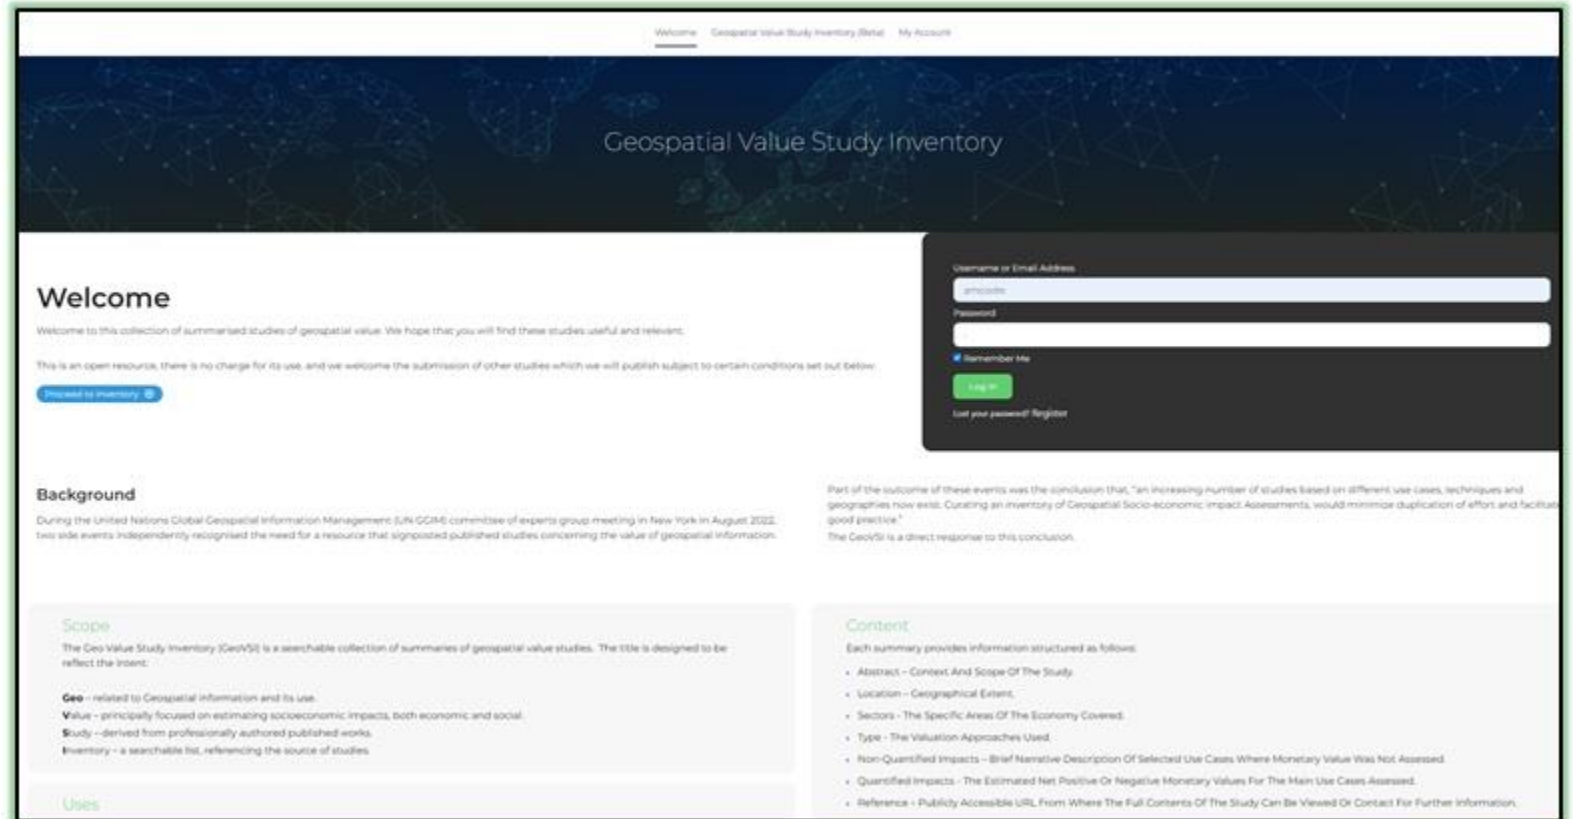 Welcome Geospatial Value Study Inventory (Beta) My Account
Geospatial Value Study Inventory
Username or Email Address
Password
Remember Me
Log In
Lost your password? Register
Welcome
Welcome to this collection of summarised studies of geospatial value. We hope that you will find these studies useful and relevant.
This is an open resource, there is no charge for its use, and we welcome the submission of other studies which we will publish subject to certain conditions set out below.
Proceed to Inventory
Background
During the United Nations Global Geospatial Information Management (UN GGIM) committee of experts group meeting in New York in August 2022,
two side events independently recognised the need for a resource that signposted published studies concerning the value of geospatial information.
Part of the outcome of these events was the conclusion that, "an increasing number of studies based on different use cases, techniques and
geographies now exist. Curating an inventory of Geospatial Socio-economic Impact Assessments, would minimize duplication of effort and facilitate
good practice."
The GeoVSI is a direct response to this conclusion.
Scope
The Geo Value Study Inventory (GeoVSI) is a searchable collection of summaries of geospatial value studies. The title is designed to be
reflect the intent:
Geo – related to Geospatial information and its use.
Value – principally focused on estimating socioeconomic impacts, both economic and social.
Study – derived from professionally authored published works.
Inventory – a searchable list, referencing the source of studies
Uses
Content
Each summary provides information structured as follows:
• Abstract – Context And Scope Of The Study.
• Location – Geographical Extent.
• Sectors - The Specific Areas Of The Economy Covered.
• Type - The Valuation Approaches Used.
• Non-Quantified Impacts – Brief Narrative Description Of Selected Use Cases Where Monetary Value Was Not Assessed.
• Quantified Impacts - The Estimated Net Positive Or Negative Monetary Values For The Main Use Cases Assessed.
• Reference – Publicly Accessible URL From Where The Full Contents Of The Study Can Be Viewed Or Contact For Further Information.